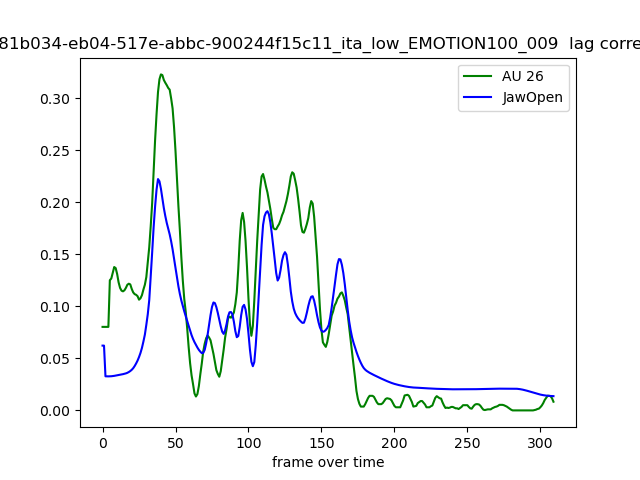 81b034-eb04-517e-abbc-900244f15c11_ita_low_EMOTION100_009 lag corre
AU 26
JawOpen
0.30
0.25
0.20
0.15
0.10
0.05
0.00
0 50 100 150 200 250 300
frame over time